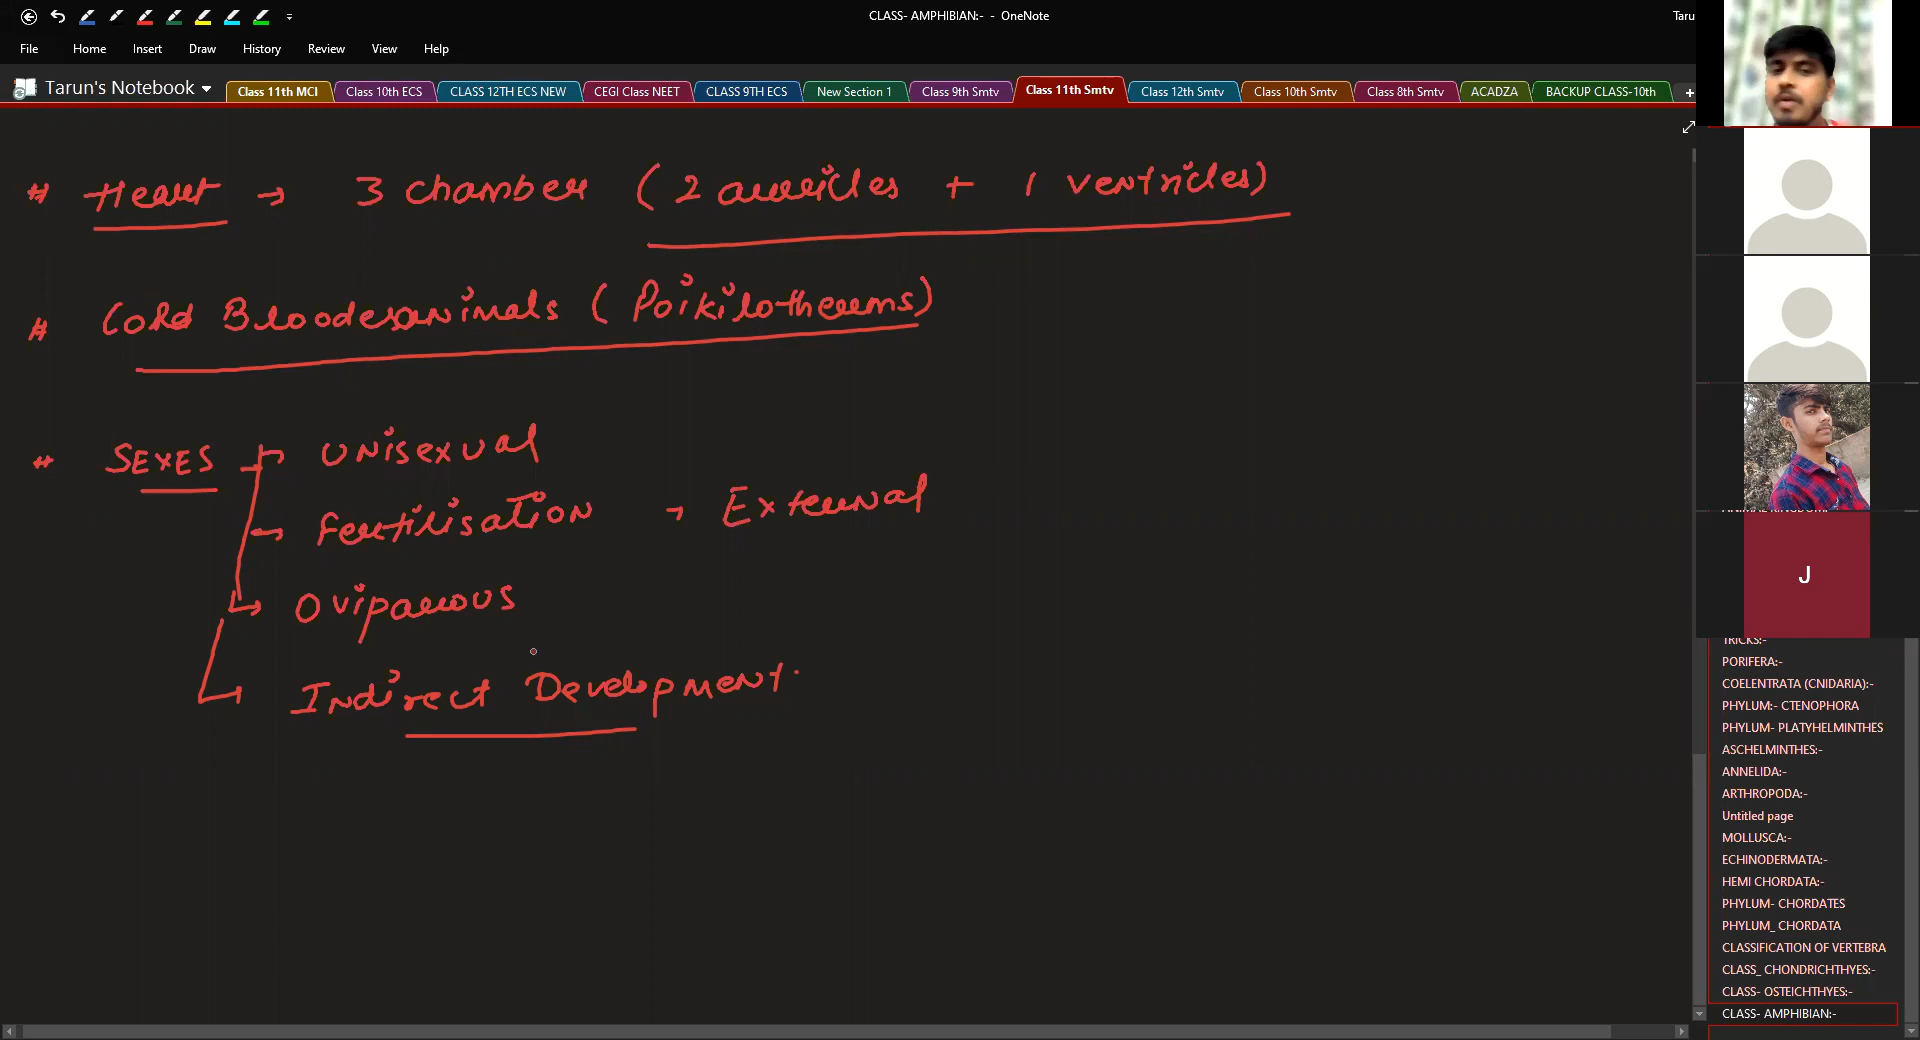 CLASS- AMPHIBIAN:- - OneNote
Taru
File Home Insert Draw History Review View Help
Tarun's Notebook
Class 11th MCI Class 10th ECS CLASS 12TH ECS NEW CEGI Class NEET CLASS 9TH ECS New Section 1 Class 9th Smtv Class 11th Smtv Class 12th Smtv Class 10th Smtv Class 8th Smtv ACADZA BACKUP CLASS-10th +
# Heart → 3 chamber (2 auricles + 1 ventricles)
# Cold Blooded animals (Poikilotherms)
# SEXES → Unisexual
→ Fertilisation → External
→ Oviparous
→ Indirect Development.
J
TRICKS:-
PORIFERA:-
COELENTRATA (CNIDARIA):-
PHYLUM:- CTENOPHORA
PHYLUM- PLATYHELMINTHES
ASCHELMINTHES:-
ANNELIDA:-
ARTHROPODA:-
Untitled page
MOLLUSCA:-
ECHINODERMATA:-
HEMI CHORDATA:-
PHYLUM- CHORDATES
PHYLUM_ CHORDATA
CLASSIFICATION OF VERTEBRA
CLASS_ CHONDRICHTHYES:-
CLASS- OSTEICHTHYES:-
CLASS- AMPHIBIAN:-